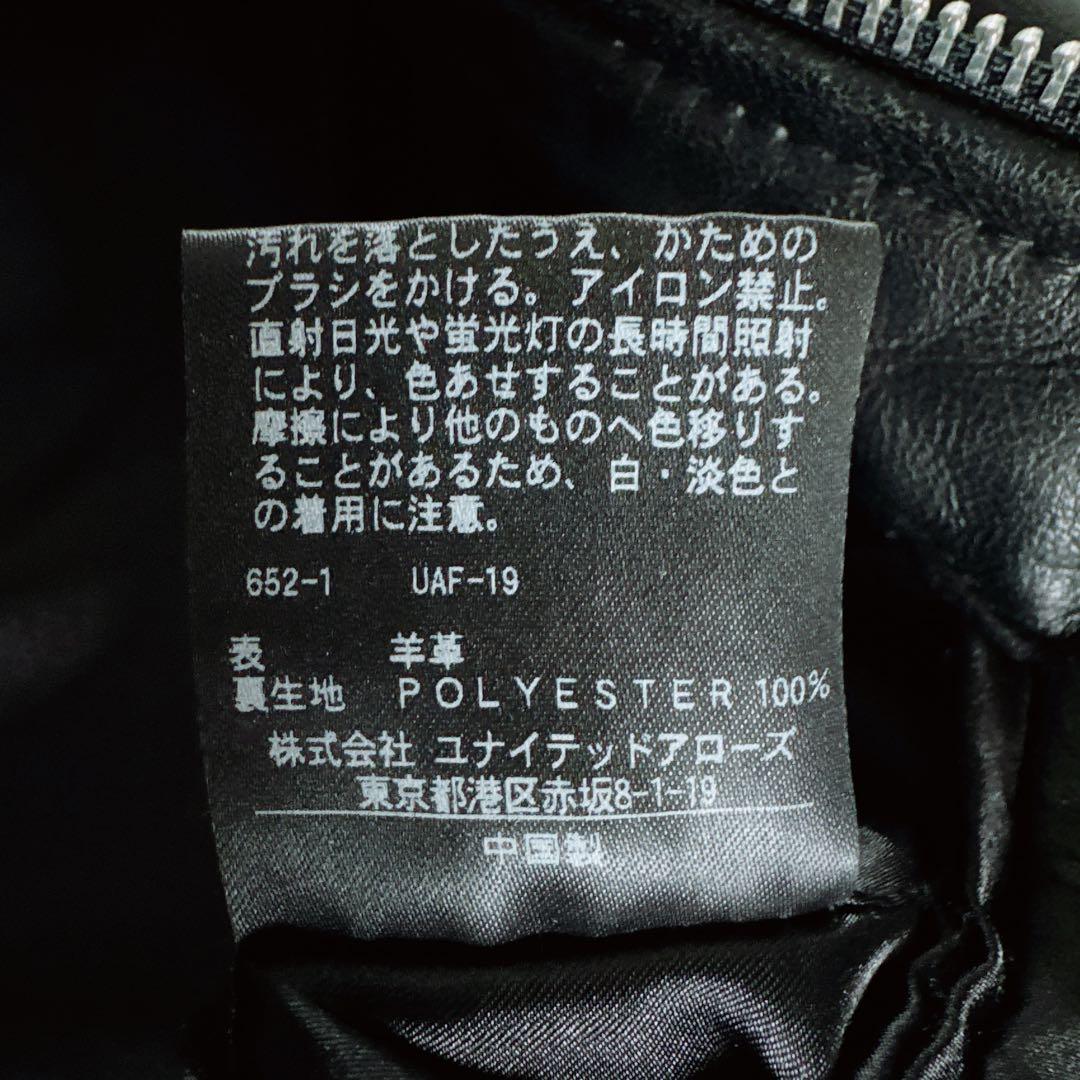 汚れを落としたうえ、かための
ブラシをかける。アイロン禁止。
直射日光や蛍光灯の長時間照射
により、色あせすることがある。
摩擦により他のものへ色移りす
ることがあるため、白・淡色と
の着用に注意。
652-1 UAF-19
表 羊革
裏生地 POLYESTER 100%
株式会社 ユナイテッドアローズ
東京都港区赤坂8-1-19
中国製